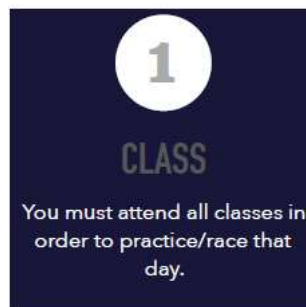 1
CLASS
You must attend all classes in
order to practice/race that
day.